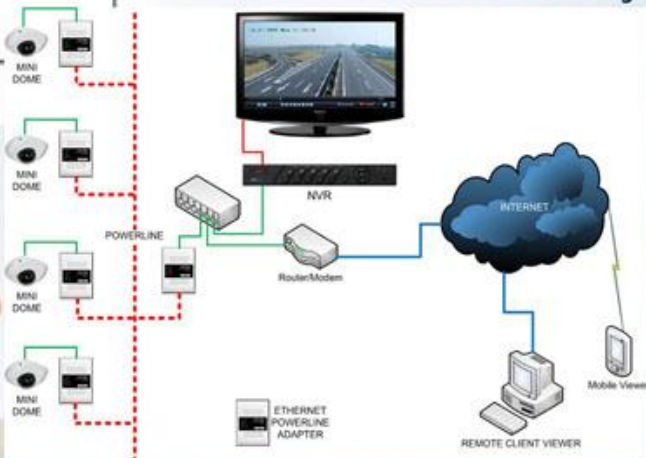 MINI
DOME
MINI
DOME
MINI
DOME
MINI
DOME
POWERLINE
NVR
Router/Modem
INTERNET
ETHERNET
POWERLINE
ADAPTER
REMOTE CLIENT VIEWER
Mobile Viewer